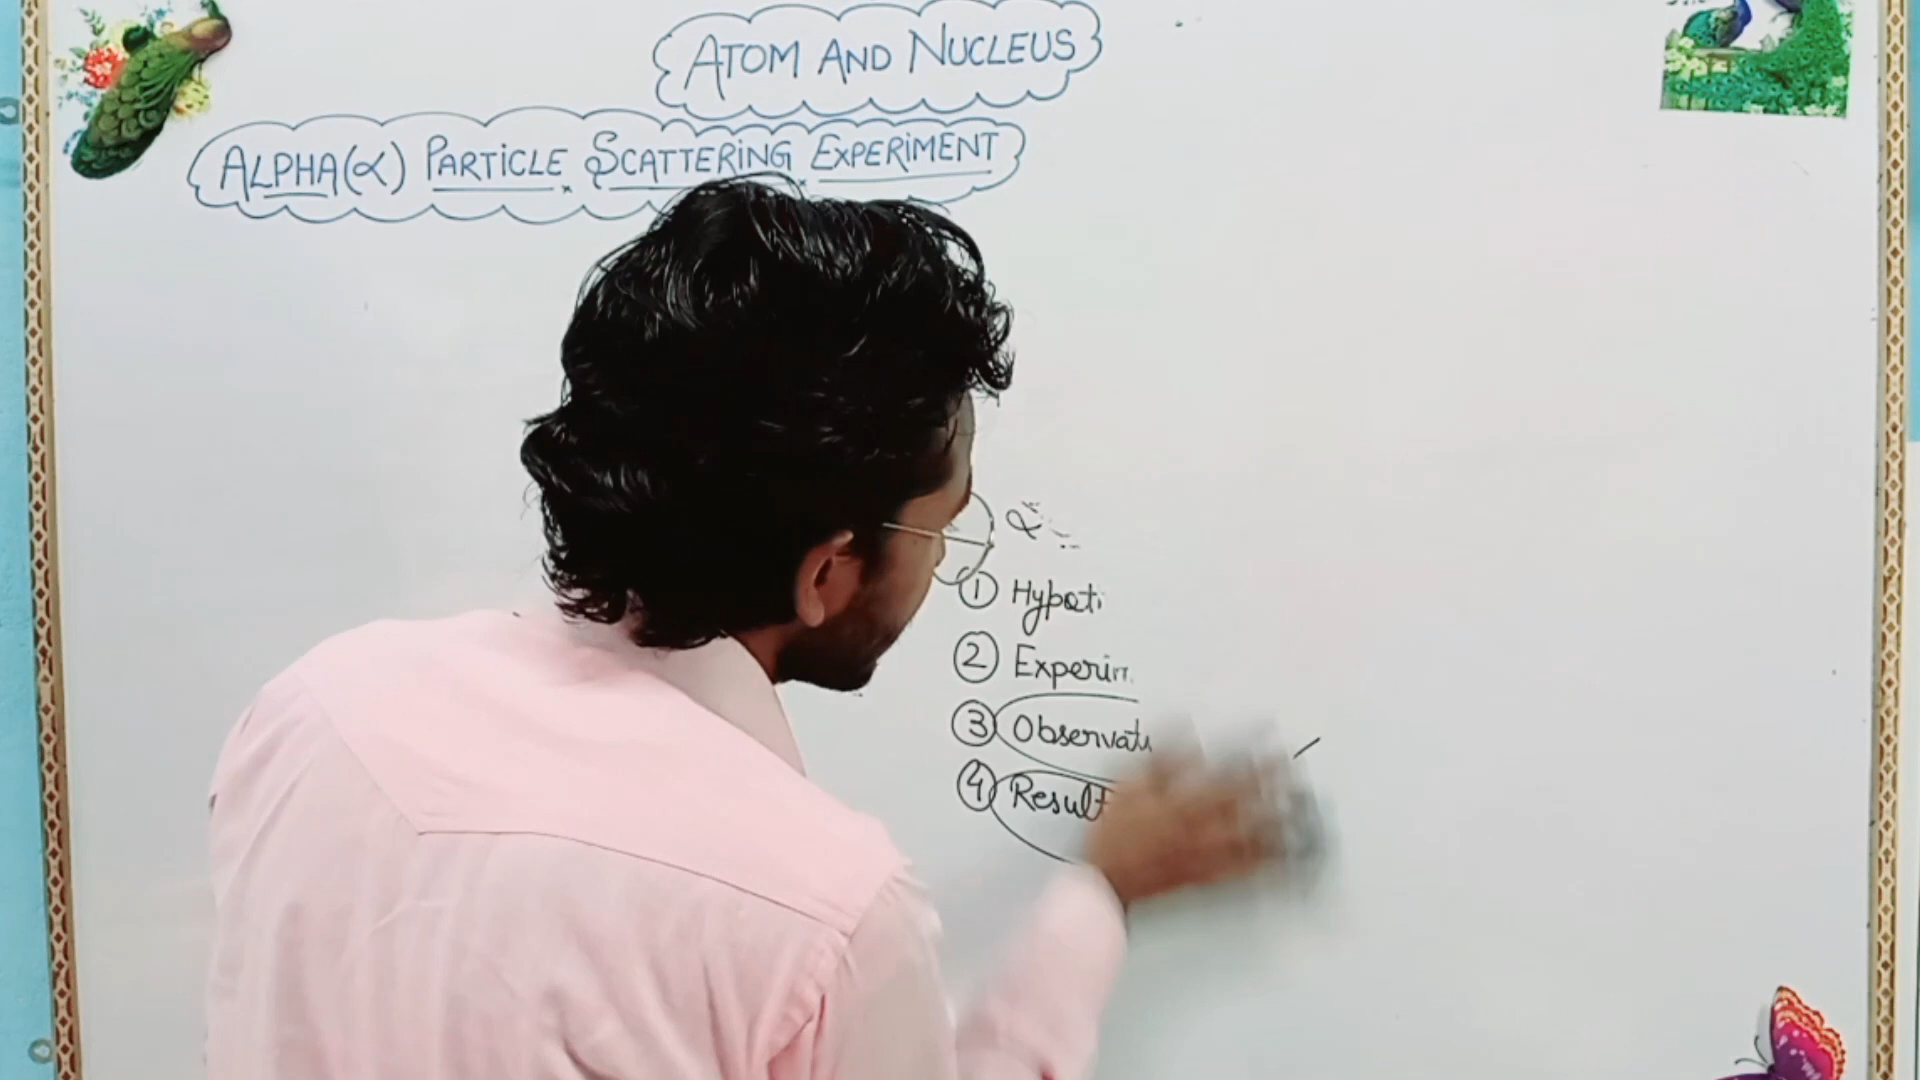 ATOM AND NUCLEUS
ALPHA(α) PARTICLE SCATTERING EXPERIMENT
α
① Hypoti
② Experim
③ Observati
④ Result